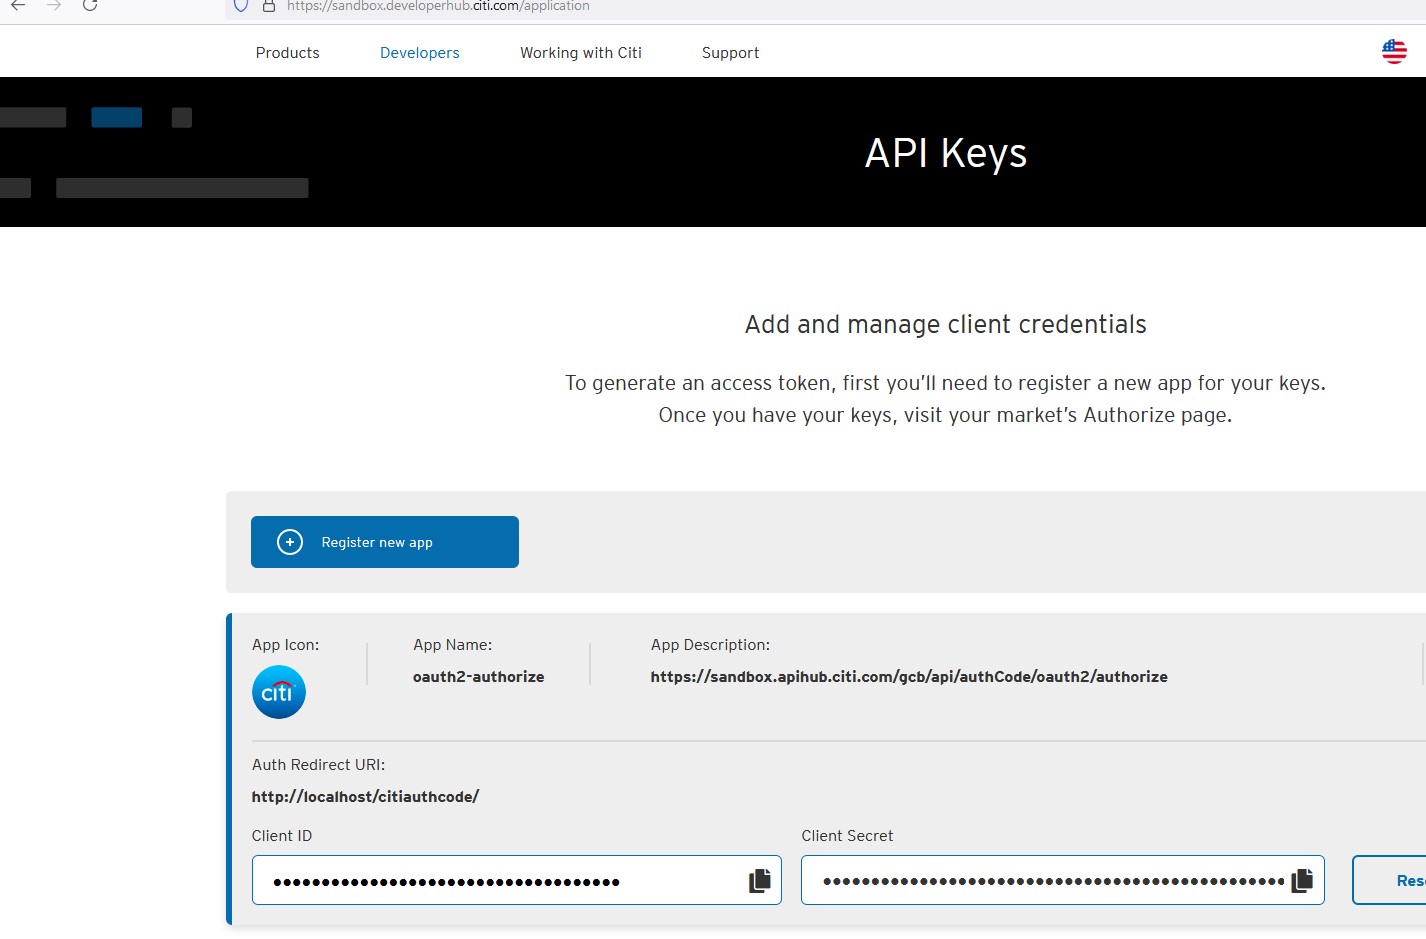 https://sandbox.developerhub.citi.com/application
Products Developers Working with Citi Support
API Keys
Add and manage client credentials
To generate an access token, first you’ll need to register a new app for your keys.
Once you have your keys, visit your market’s Authorize page.
Register new app
App Icon: App Name: App Description:
citi oauth2-authorize https://sandbox.apihub.citi.com/gcb/api/authCode/oauth2/authorize
Auth Redirect URI:
http://localhost/citiauthcode/
Client ID Client Secret